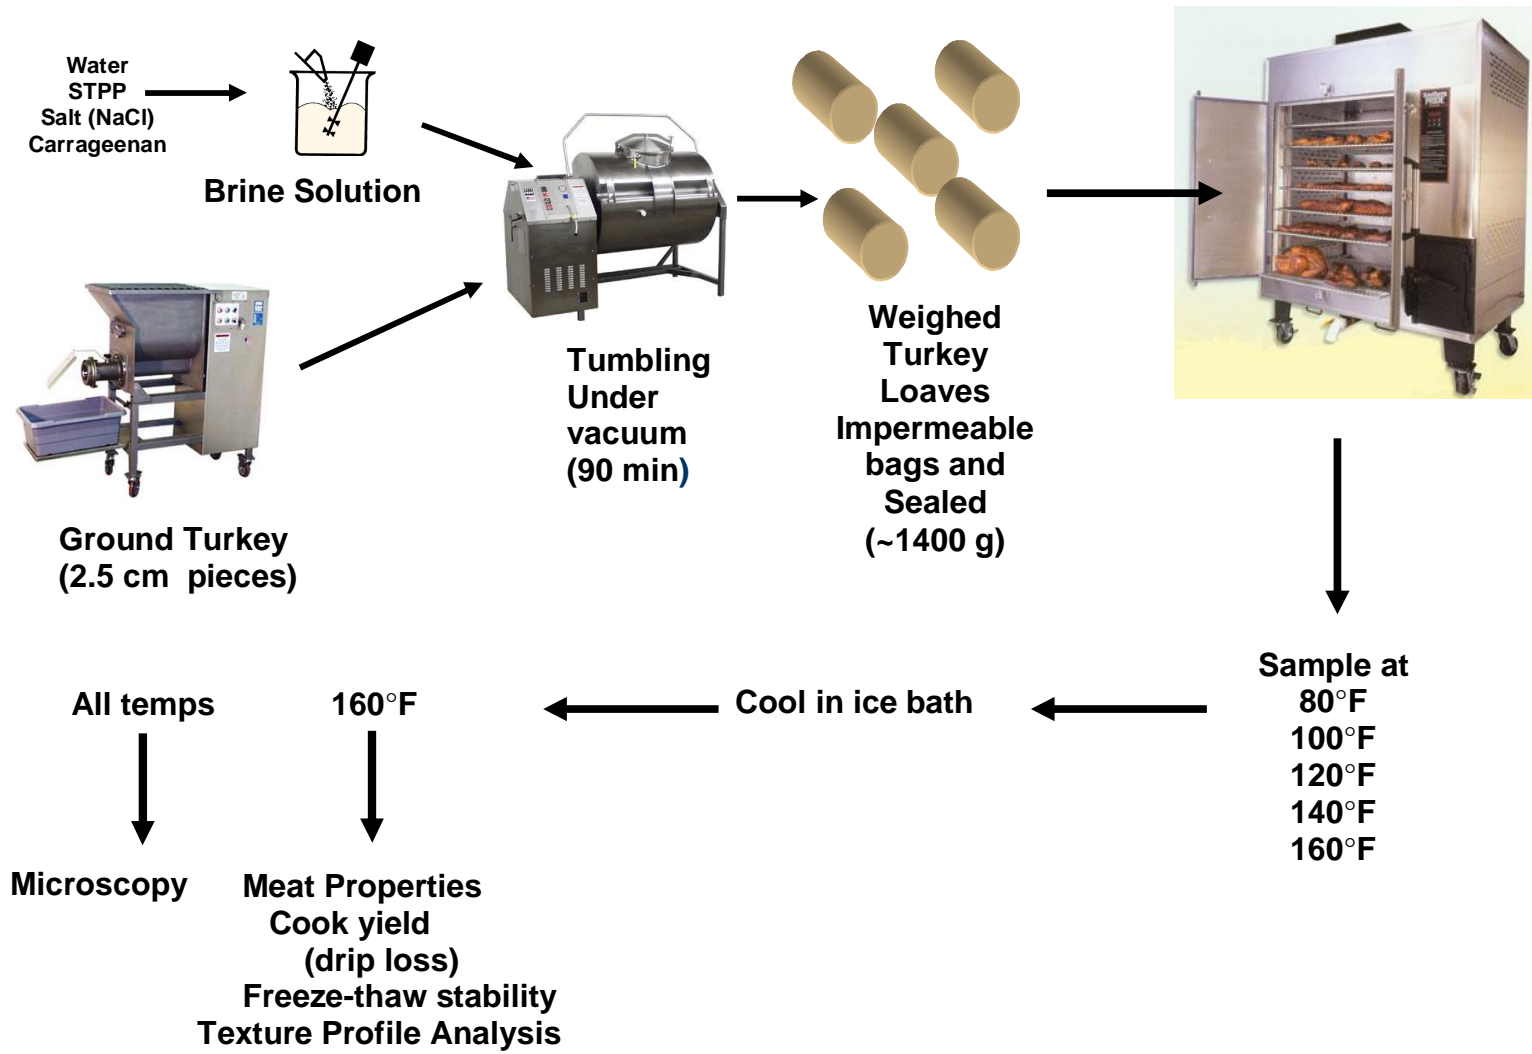 Water
STPP
Salt (NaCl)
Carrageenan
Brine Solution
Ground Turkey
(2.5 cm  pieces)
Tumbling
Under
vacuum
(90 min)
Weighed
Turkey
Loaves
Impermeable
bags and
Sealed
(~1400 g)
Sample at
80°F
100°F
120°F
140°F
160°F
Cool in ice bath
160°F
All temps
Microscopy
Meat Properties
Cook yield
(drip loss)
Freeze-thaw stability
Texture Profile Analysis